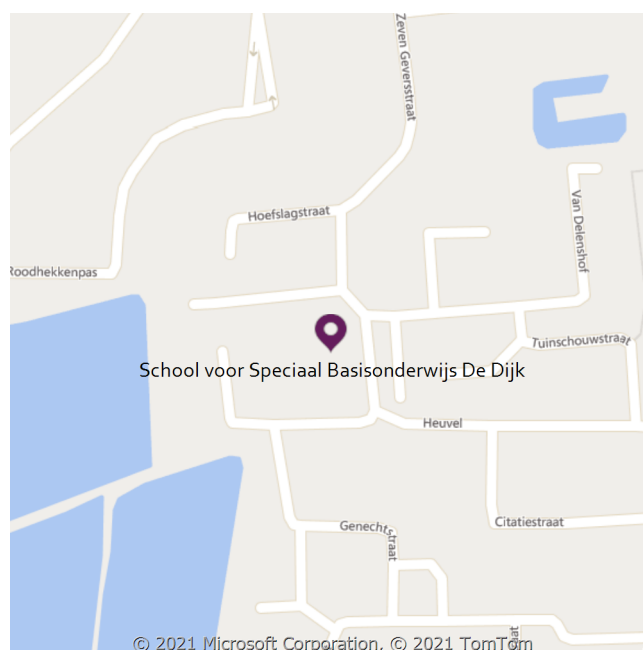 Zeven Geversstraat
Hoefslagstraat
Van Delenshof
Roodhekkenpas
Tuinschouwstraat
School voor Speciaal Basisonderwijs De Dijk
Heuvel
Citatiestraat
Genechtstraat
aat
© 2021 Microsoft Corporation, © 2021 TomTom